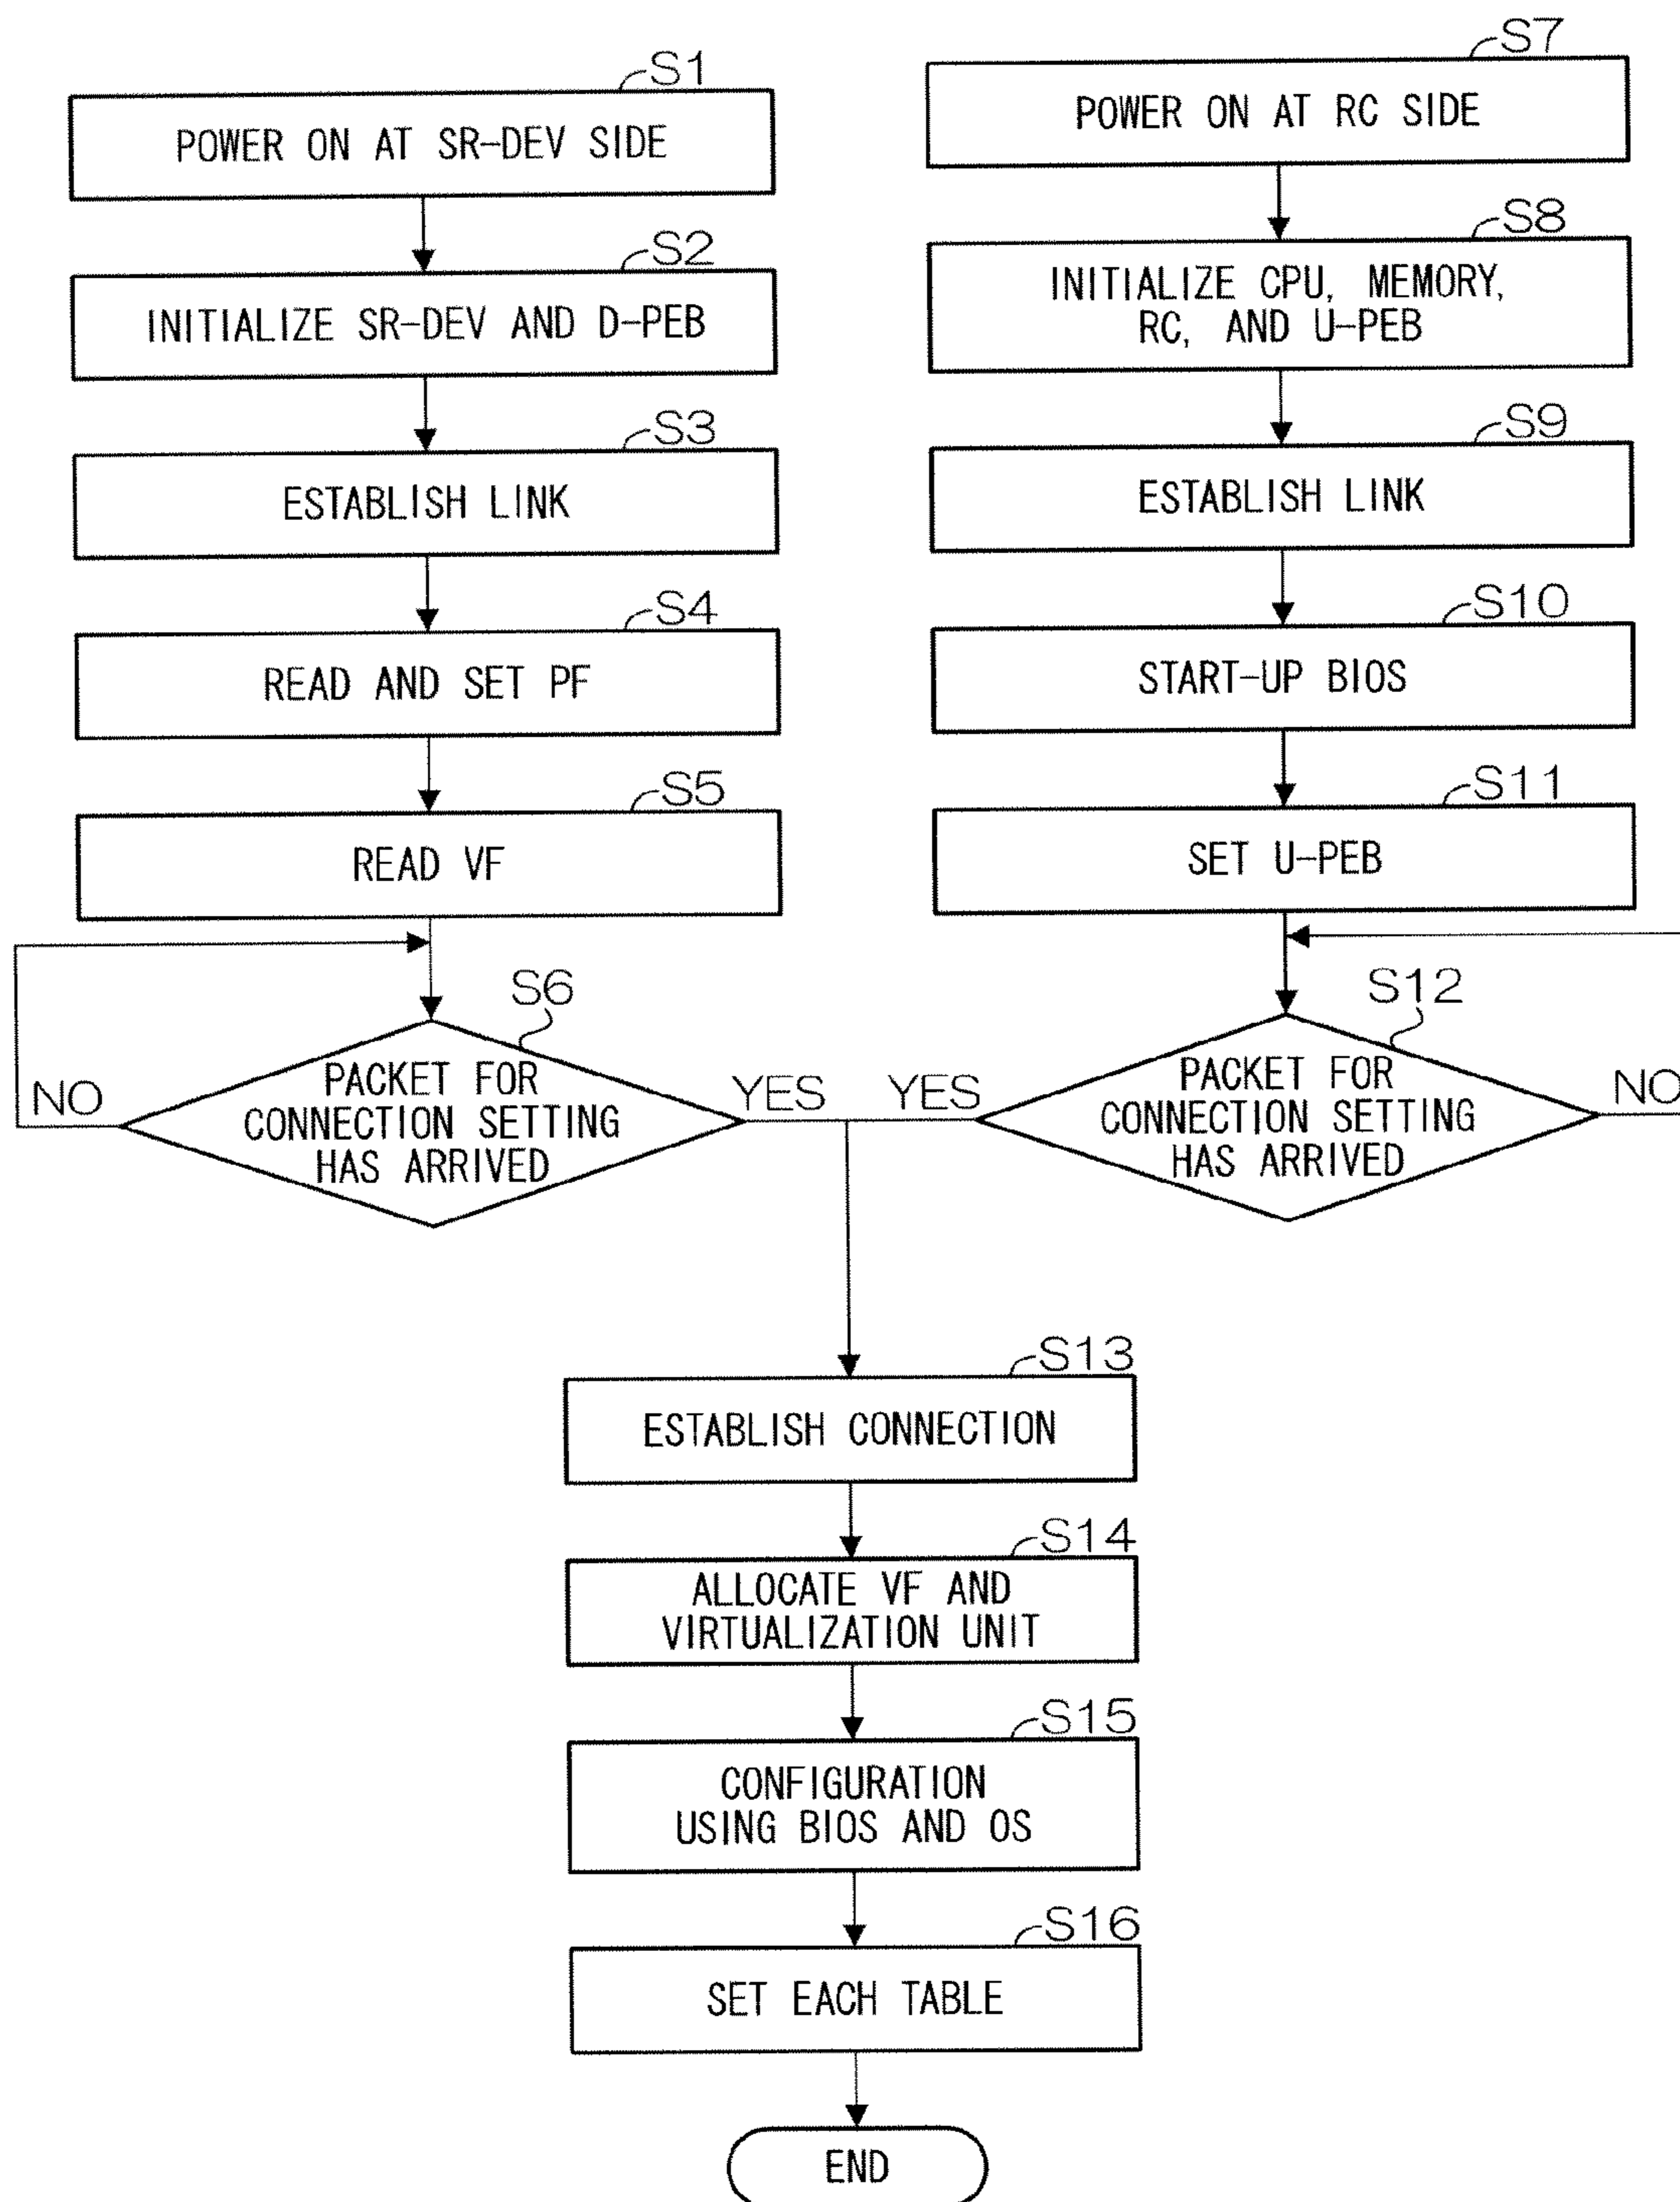 S1
POWER ON AT SR-DEV SIDE
S2
INITIALIZE SR-DEV AND D-PEB
S3
ESTABLISH LINK
S4
READ AND SET PF
S5
READ VF
S6
PACKET FOR
CONNECTION SETTING
HAS ARRIVED
NO
YES
S7
POWER ON AT RC SIDE
S8
INITIALIZE CPU, MEMORY,
RC, AND U-PEB
S9
ESTABLISH LINK
S10
START-UP BIOS
S11
SET U-PEB
S12
PACKET FOR
CONNECTION SETTING
HAS ARRIVED
YES
NO
S13
ESTABLISH CONNECTION
S14
ALLOCATE VF AND
VIRTUALIZATION UNIT
S15
CONFIGURATION
USING BIOS AND OS
S16
SET EACH TABLE
END